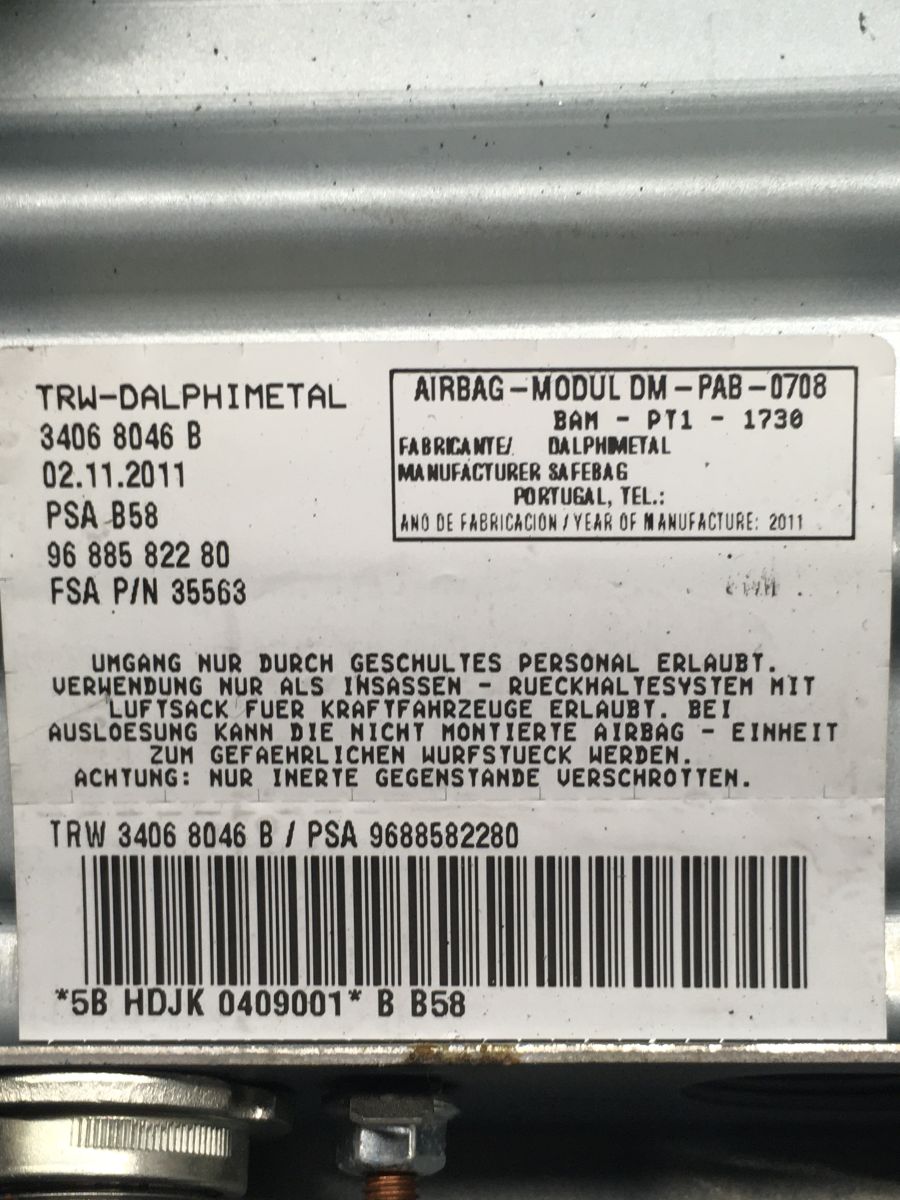 TRW-DALPHIMETAL
3406 8046 B
02.11.2011
PSA B58
96 885 822 80
FSA P/N 35563
AIRBAG-MODUL DM-PAB-0708
BAM - PT1 - 1730
FABRICANTE/ DALPHIMETAL
MANUFACTURER SAFEBAG
PORTUGAL, TEL.:
ANO DE FABRICACION / YEAR OF MANUFACTURE: 2011
UMGANG NUR DURCH GESCHULTES PERSONAL ERLAUBT.
VERWENDUNG NUR ALS INSASSEN - RUECKHALTESYSTEM MIT
LUFTSACK FUER KRAFTFAHRZEUGE ERLAUBT. BEI
AUSLOESUNG KANN DIE NICHT MONTIERTE AIRBAG - EINHEIT
ZUM GEFAEHRLICHEN WURFSTUECK WERDEN.
ACHTUNG: NUR INERTE GEGENSTANDE VERSCHROTTEN.
TRW 3406 8046 B / PSA 9688582280
*5B HDJK 0409001* B B58